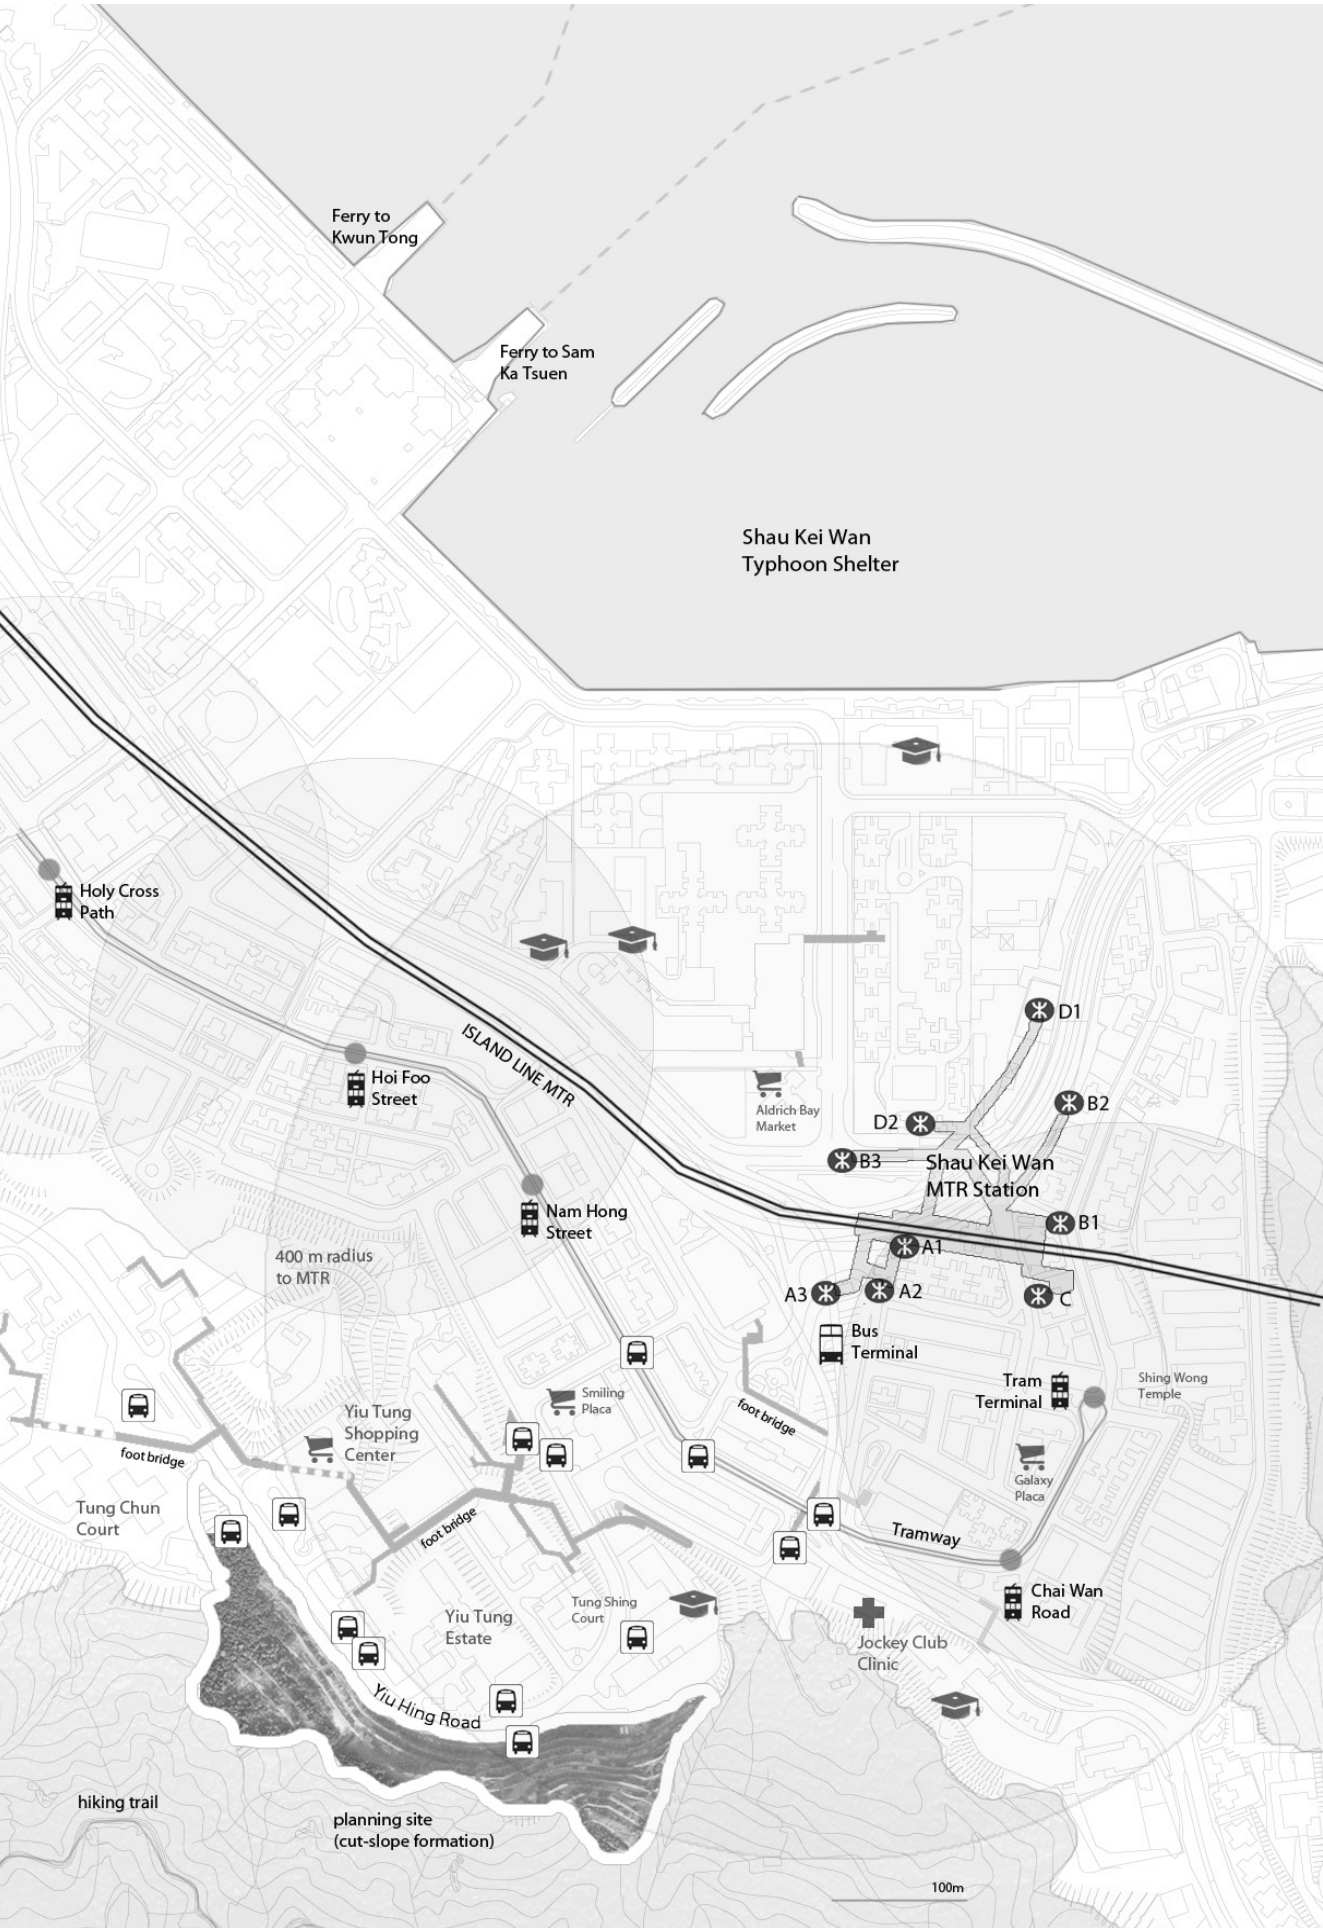 Ferry to
Kwun Tong
Ferry to Sam
Ka Tsuen
Shau Kei Wan
Typhoon Shelter
Holy Cross
Path
ISLAND LINE MTR
Hoi Foo
Street
D1
Aldrich Bay
Market
B2
D2
B3
Shau Kei Wan
MTR Station
Nam Hong
Street
B1
A1
400 m radius
to MTR
A3
A2
C
Bus
Terminal
Tram
Terminal
Shing Wong
Temple
Smiling
Placa
foot bridge
Yiu Tung
Shopping
Center
foot bridge
Galaxy
Placa
Tung Chun
Court
foot bridge
Tramway
Chai Wan
Road
Tung Shing
Court
Yiu Tung
Estate
Jockey Club
Clinic
Yiu Hing Road
hiking trail
planning site
(cut-slope formation)
100m